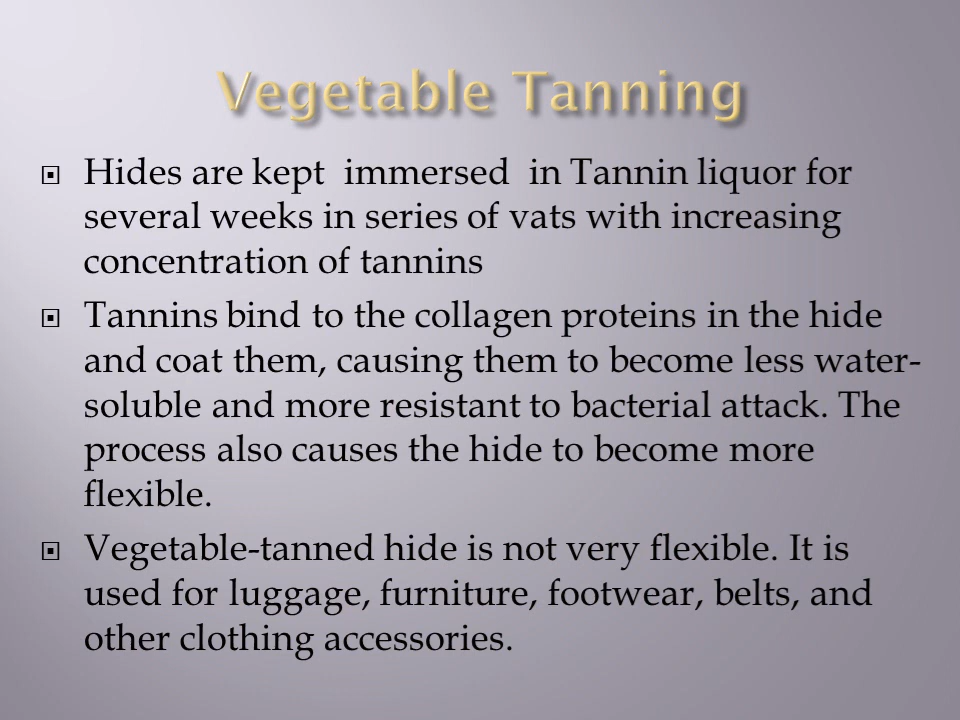 Vegetable Tanning
Hides are kept  immersed  in Tannin liquor for
several weeks in series of vats with increasing
concentration of tannins
Tannins bind to the collagen proteins in the hide
and coat them, causing them to become less water-
soluble and more resistant to bacterial attack. The
process also causes the hide to become more
flexible.
Vegetable-tanned hide is not very flexible. It is
used for luggage, furniture, footwear, belts, and
other clothing accessories.